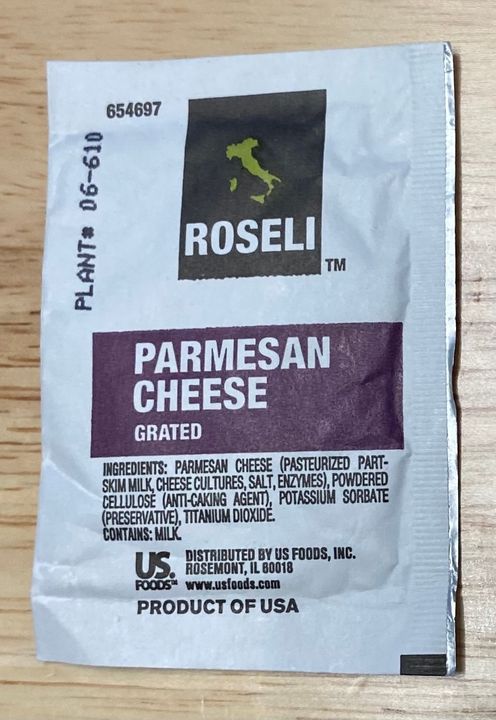 654697
PLANT# 06-610
ROSELI
TM
PARMESAN
CHEESE
GRATED
INGREDIENTS: PARMESAN CHEESE (PASTEURIZED PART-
SKIM MILK, CHEESE CULTURES, SALT, ENZYMES), POWDERED
CELLULOSE (ANTI-CAKING AGENT), POTASSIUM SORBATE
(PRESERVATIVE), TITANIUM DIOXIDE.
CONTAINS: MILK.
US.
FOODS™
DISTRIBUTED BY US FOODS, INC.
ROSEMONT, IL 60018
www.usfoods.com
PRODUCT OF USA